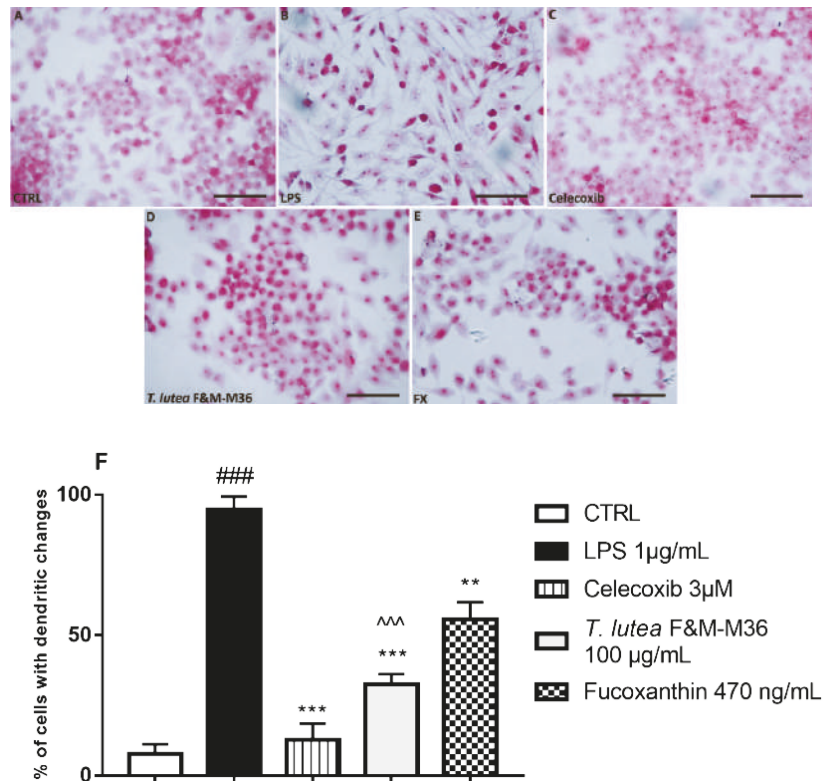 A
CTRL
B
LPS
C
Celecoxib
D
T. lutea F&M-M36
E
FX
F
% of cells with dendritic changes
100
50
0
###
***
^^^
***
**
CTRL
LPS 1µg/mL
Celecoxib 3µM
T. lutea F&M-M36
100 µg/mL
Fucoxanthin 470 ng/mL